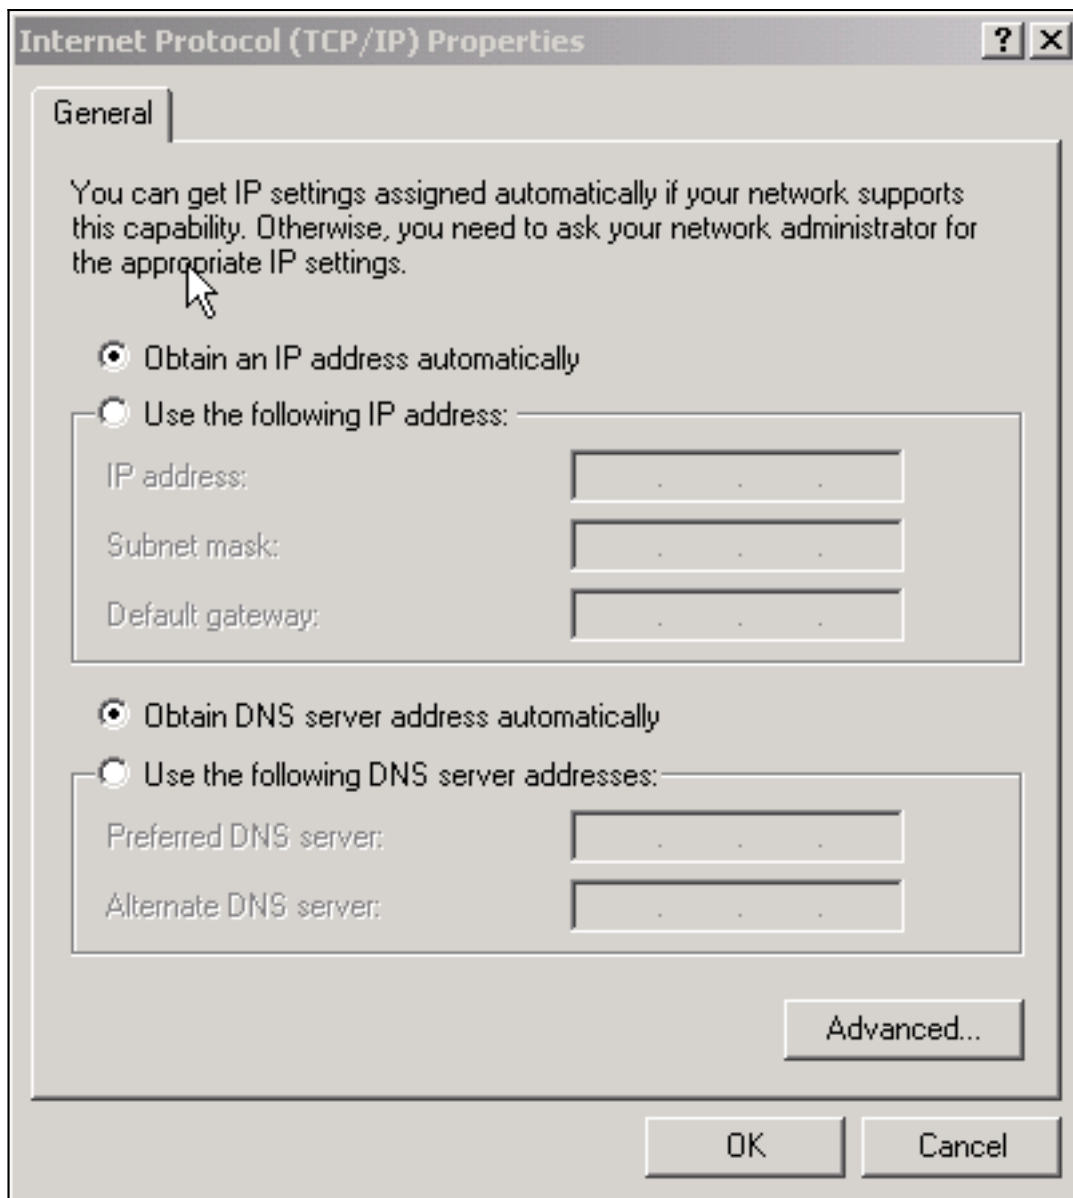 Internet Protocol (TCP/IP) Properties
General
You can get IP settings assigned automatically if your network supports
this capability. Otherwise, you need to ask your network administrator for
the appropriate IP settings.
Obtain an IP address automatically
Use the following IP address:
IP address:
Subnet mask:
Default gateway:
Obtain DNS server address automatically
Use the following DNS server addresses:
Preferred DNS server:
Alternate DNS server:
Advanced...
OK
Cancel